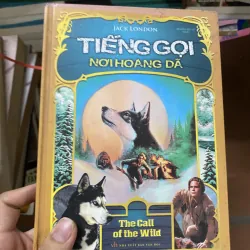 JACK LONDON
TIẾNG GỌI
NƠI HOANG DÃ
The Call
of the Wild